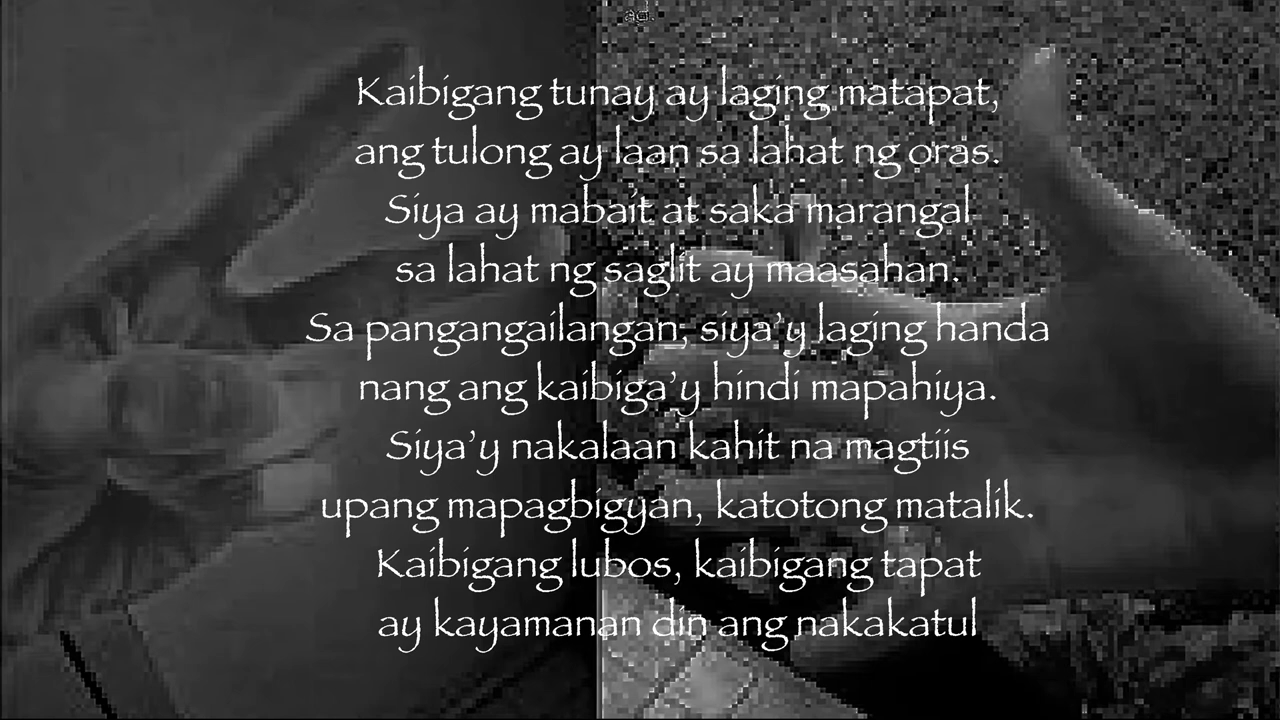 Kaibigang tunay ay laging matapat,
ang tulong ay laan sa lahat ng oras.
Siya ay mabait at saka marangal
sa lahat ng saglit ay maasahan.
Sa pangangailangan; siya’y laging handa
nang ang kaibiga’y hindi mapahiya.
Siya’y nakalaan kahit na magtiis
upang mapagbigyan, katotong matalik.
Kaibigang lubos, kaibigang tapat
ay kayamanan din ang nakakatul